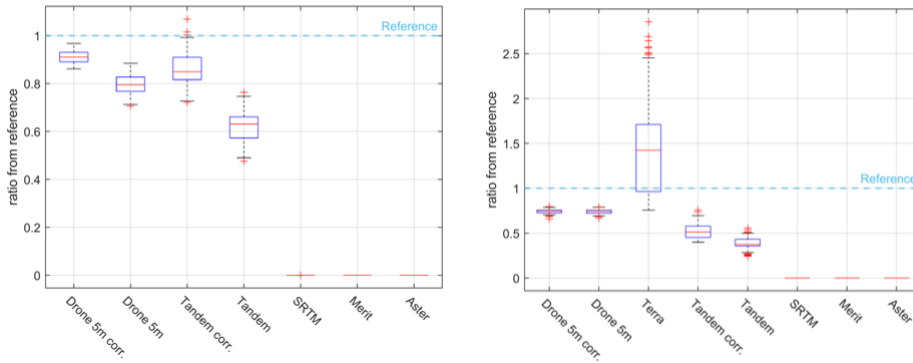 Reference
1
0.8
0.6
0.4
0.2
0
ratio from reference
Drone 5m corr.
Drone 5m
Tandem corr.
Tandem
SRTM
Merit
Aster
2.5
2
1.5
1
0.5
0
ratio from reference
Reference
Drone 5m corr.
Drone 5m
Terra
Tandem corr.
Tandem
SRTM
Merit
Aster